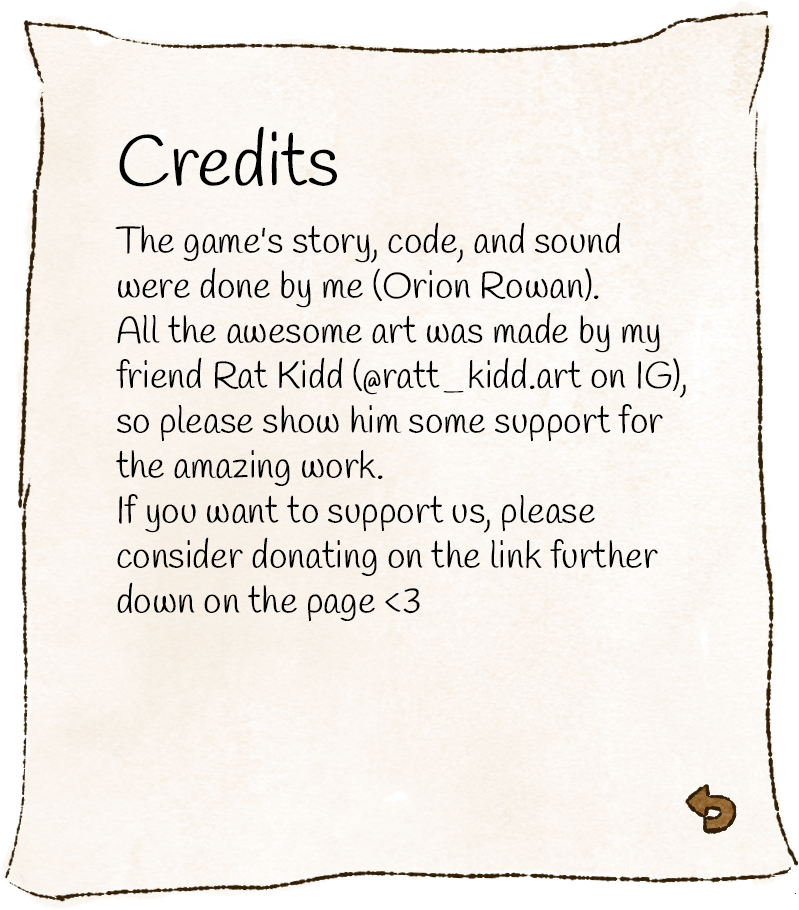 Credits
The game's story, code, and sound
were done by me (Orion Rowan).
All the awesome art was made by my
friend Rat Kidd (@ratt_kidd.art on IG),
so please show him some support for
the amazing work.
If you want to support us, please
consider donating on the link further
down on the page <3